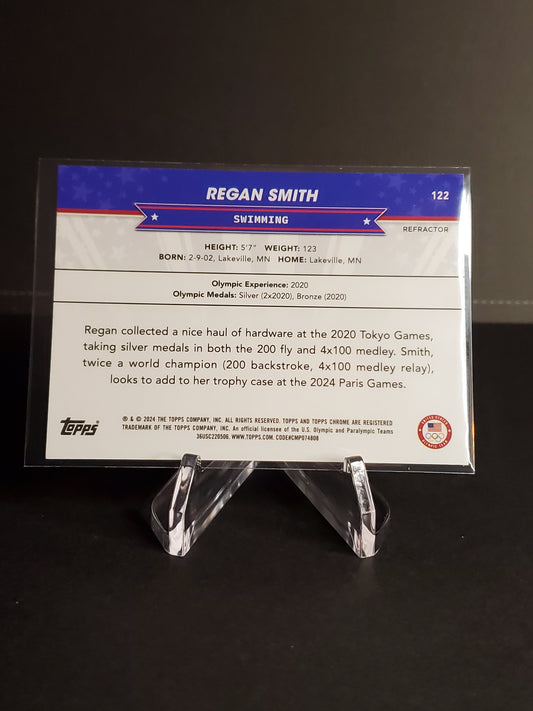 REGAN SMITH
122
SWIMMING
REFRACTOR
HEIGHT: 5'7" WEIGHT: 123
BORN: 2-9-02, Lakeville, MN HOME: Lakeville, MN
Olympic Experience: 2020
Olympic Medals: Silver (2x2020), Bronze (2020)
Regan collected a nice haul of hardware at the 2020 Tokyo Games,
taking silver medals in both the 200 fly and 4x100 medley. Smith,
twice a world champion (200 backstroke, 4x100 medley relay),
looks to add to her trophy case at the 2024 Paris Games.
Topps
® & © 2024 THE TOPPS COMPANY, INC. ALL RIGHTS RESERVED. TOPPS AND TOPPS CHROME ARE REGISTERED
TRADEMARK OF THE TOPPS COMPANY, INC. An official licensee of the U.S. Olympic and Paralympic Teams
36USC220506. WWW.TOPPS.COM. CODE#CMP074808